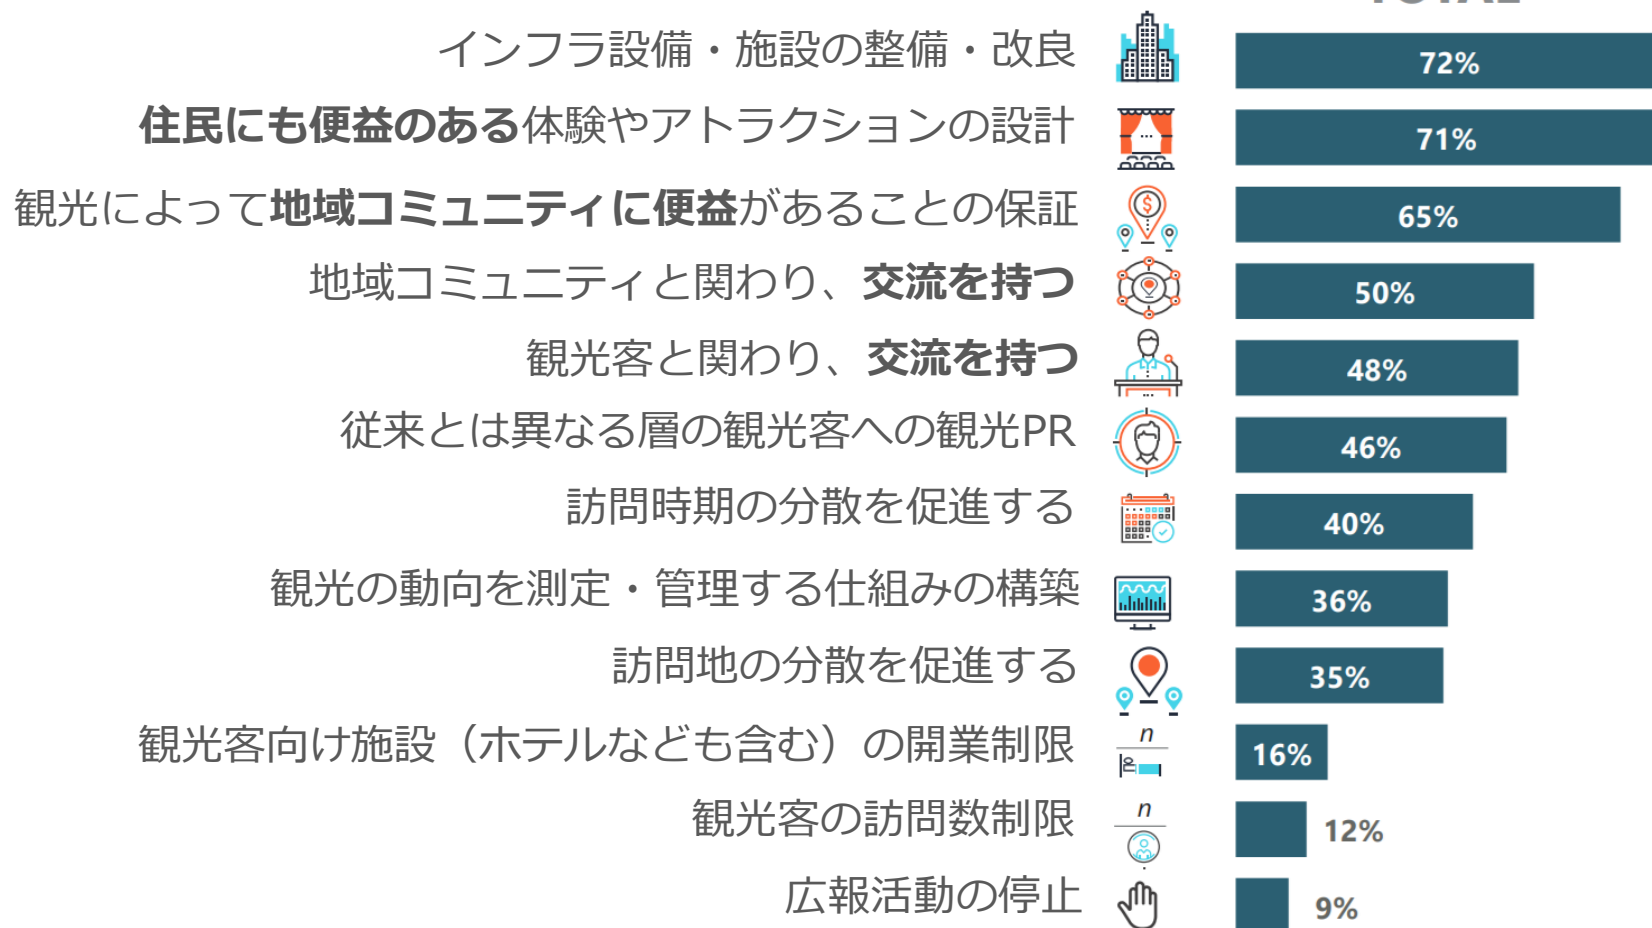 TOTAL
インフラ設備・施設の整備・改良 72%
住民にも便益のある体験やアトラクションの設計 71%
観光によって地域コミュニティに便益があることの保証 65%
地域コミュニティと関わり、交流を持つ 50%
観光客と関わり、交流を持つ 48%
従来とは異なる層の観光客への観光PR 46%
訪問時期の分散を促進する 40%
観光の動向を測定・管理する仕組みの構築 36%
訪問地の分散を促進する 35%
観光客向け施設（ホテルなども含む）の開業制限 n 16%
観光客の訪問数制限 n 12%
広報活動の停止 9%